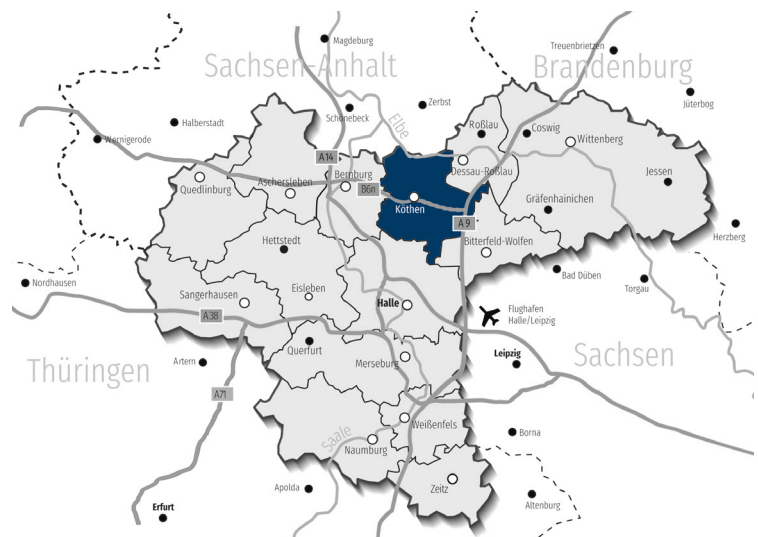 Magdeburg
Treuenbrietzen
Sachsen-Anhalt
Brandenburg
Jüterbog
Zerbst
Schönebeck
Elbe
Halberstadt
Roßlau
Coswig
Wittenberg
Wernigerode
A14
Dessau-Roßlau
Bernburg
Jessen
Quedlinburg
Aschersleben
B6n
Köthen
Gräfenhainichen
A9
Herzberg
Hettstedt
Bitterfeld-Wolfen
Bad Düben
Torgau
Nordhausen
Sangerhausen
Eisleben
Halle
Flughafen
Halle/Leipzig
A38
Querfurt
Leipzig
Sachsen
Thüringen
Artern
Merseburg
A71
Saale
Weißenfels
Borna
Naumburg
Apolda
Zeitz
Altenburg
Erfurt